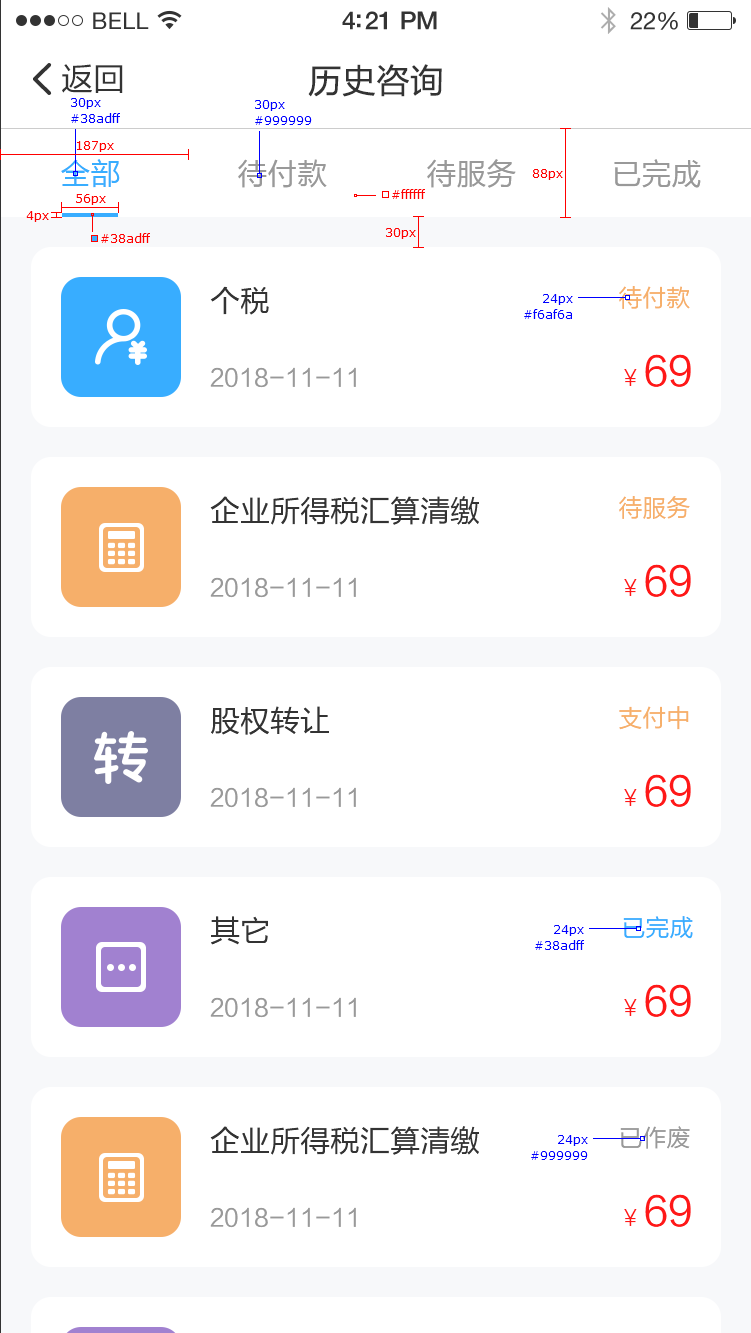 BELL 4:21 PM 22%
返回 历史咨询
30px
#38adff
30px
#999999
187px
全部 待付款 待服务 已完成
88px
56px
#ffffff
4px
#38adff
30px
个税 待付款
24px
#f6af6a
2018-11-11 ¥ 69
企业所得税汇算清缴 待服务
2018-11-11 ¥ 69
转
股权转让 支付中
2018-11-11 ¥ 69
其它 已完成
24px
#38adff
2018-11-11 ¥ 69
企业所得税汇算清缴 已作废
24px
#999999
2018-11-11 ¥ 69